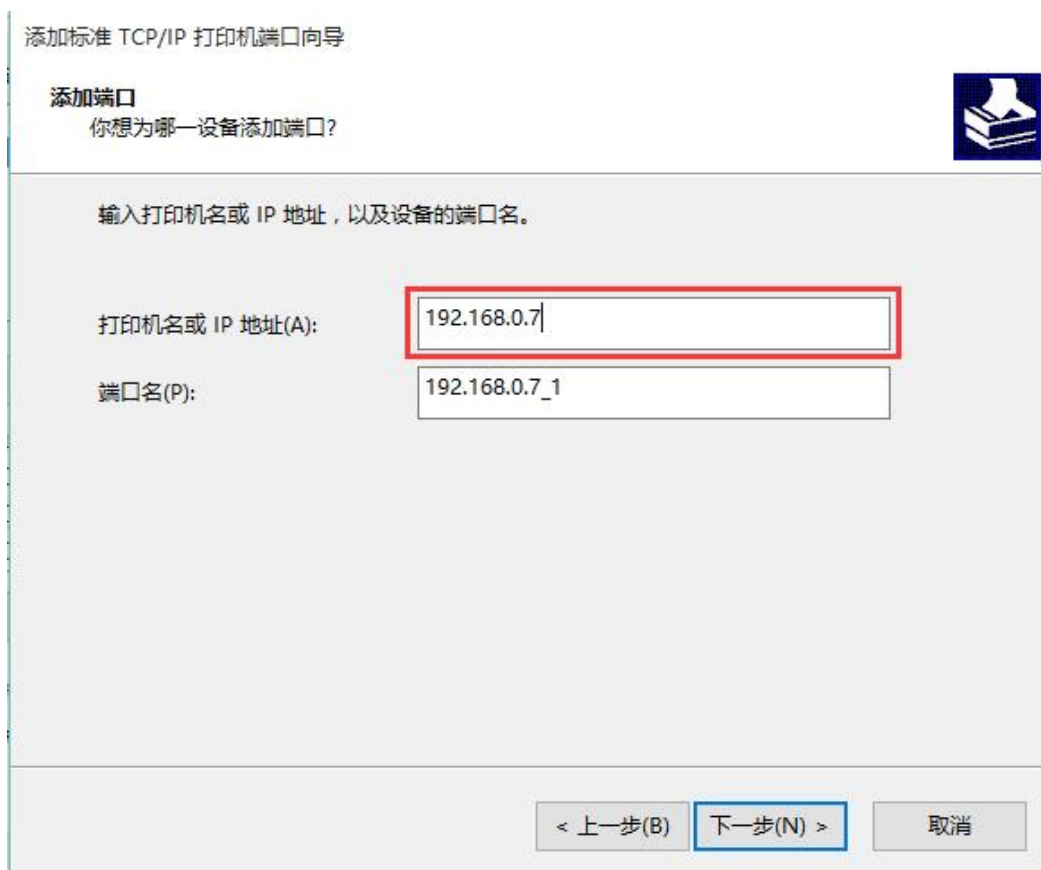 添加标准 TCP/IP 打印机端口向导
添加端口
你想为哪一设备添加端口?
输入打印机名或 IP 地址，以及设备的端口名。
打印机名或 IP 地址(A):
192.168.0.7
端口名(P):
192.168.0.7_1
< 上一步(B)
下一步(N) >
取消